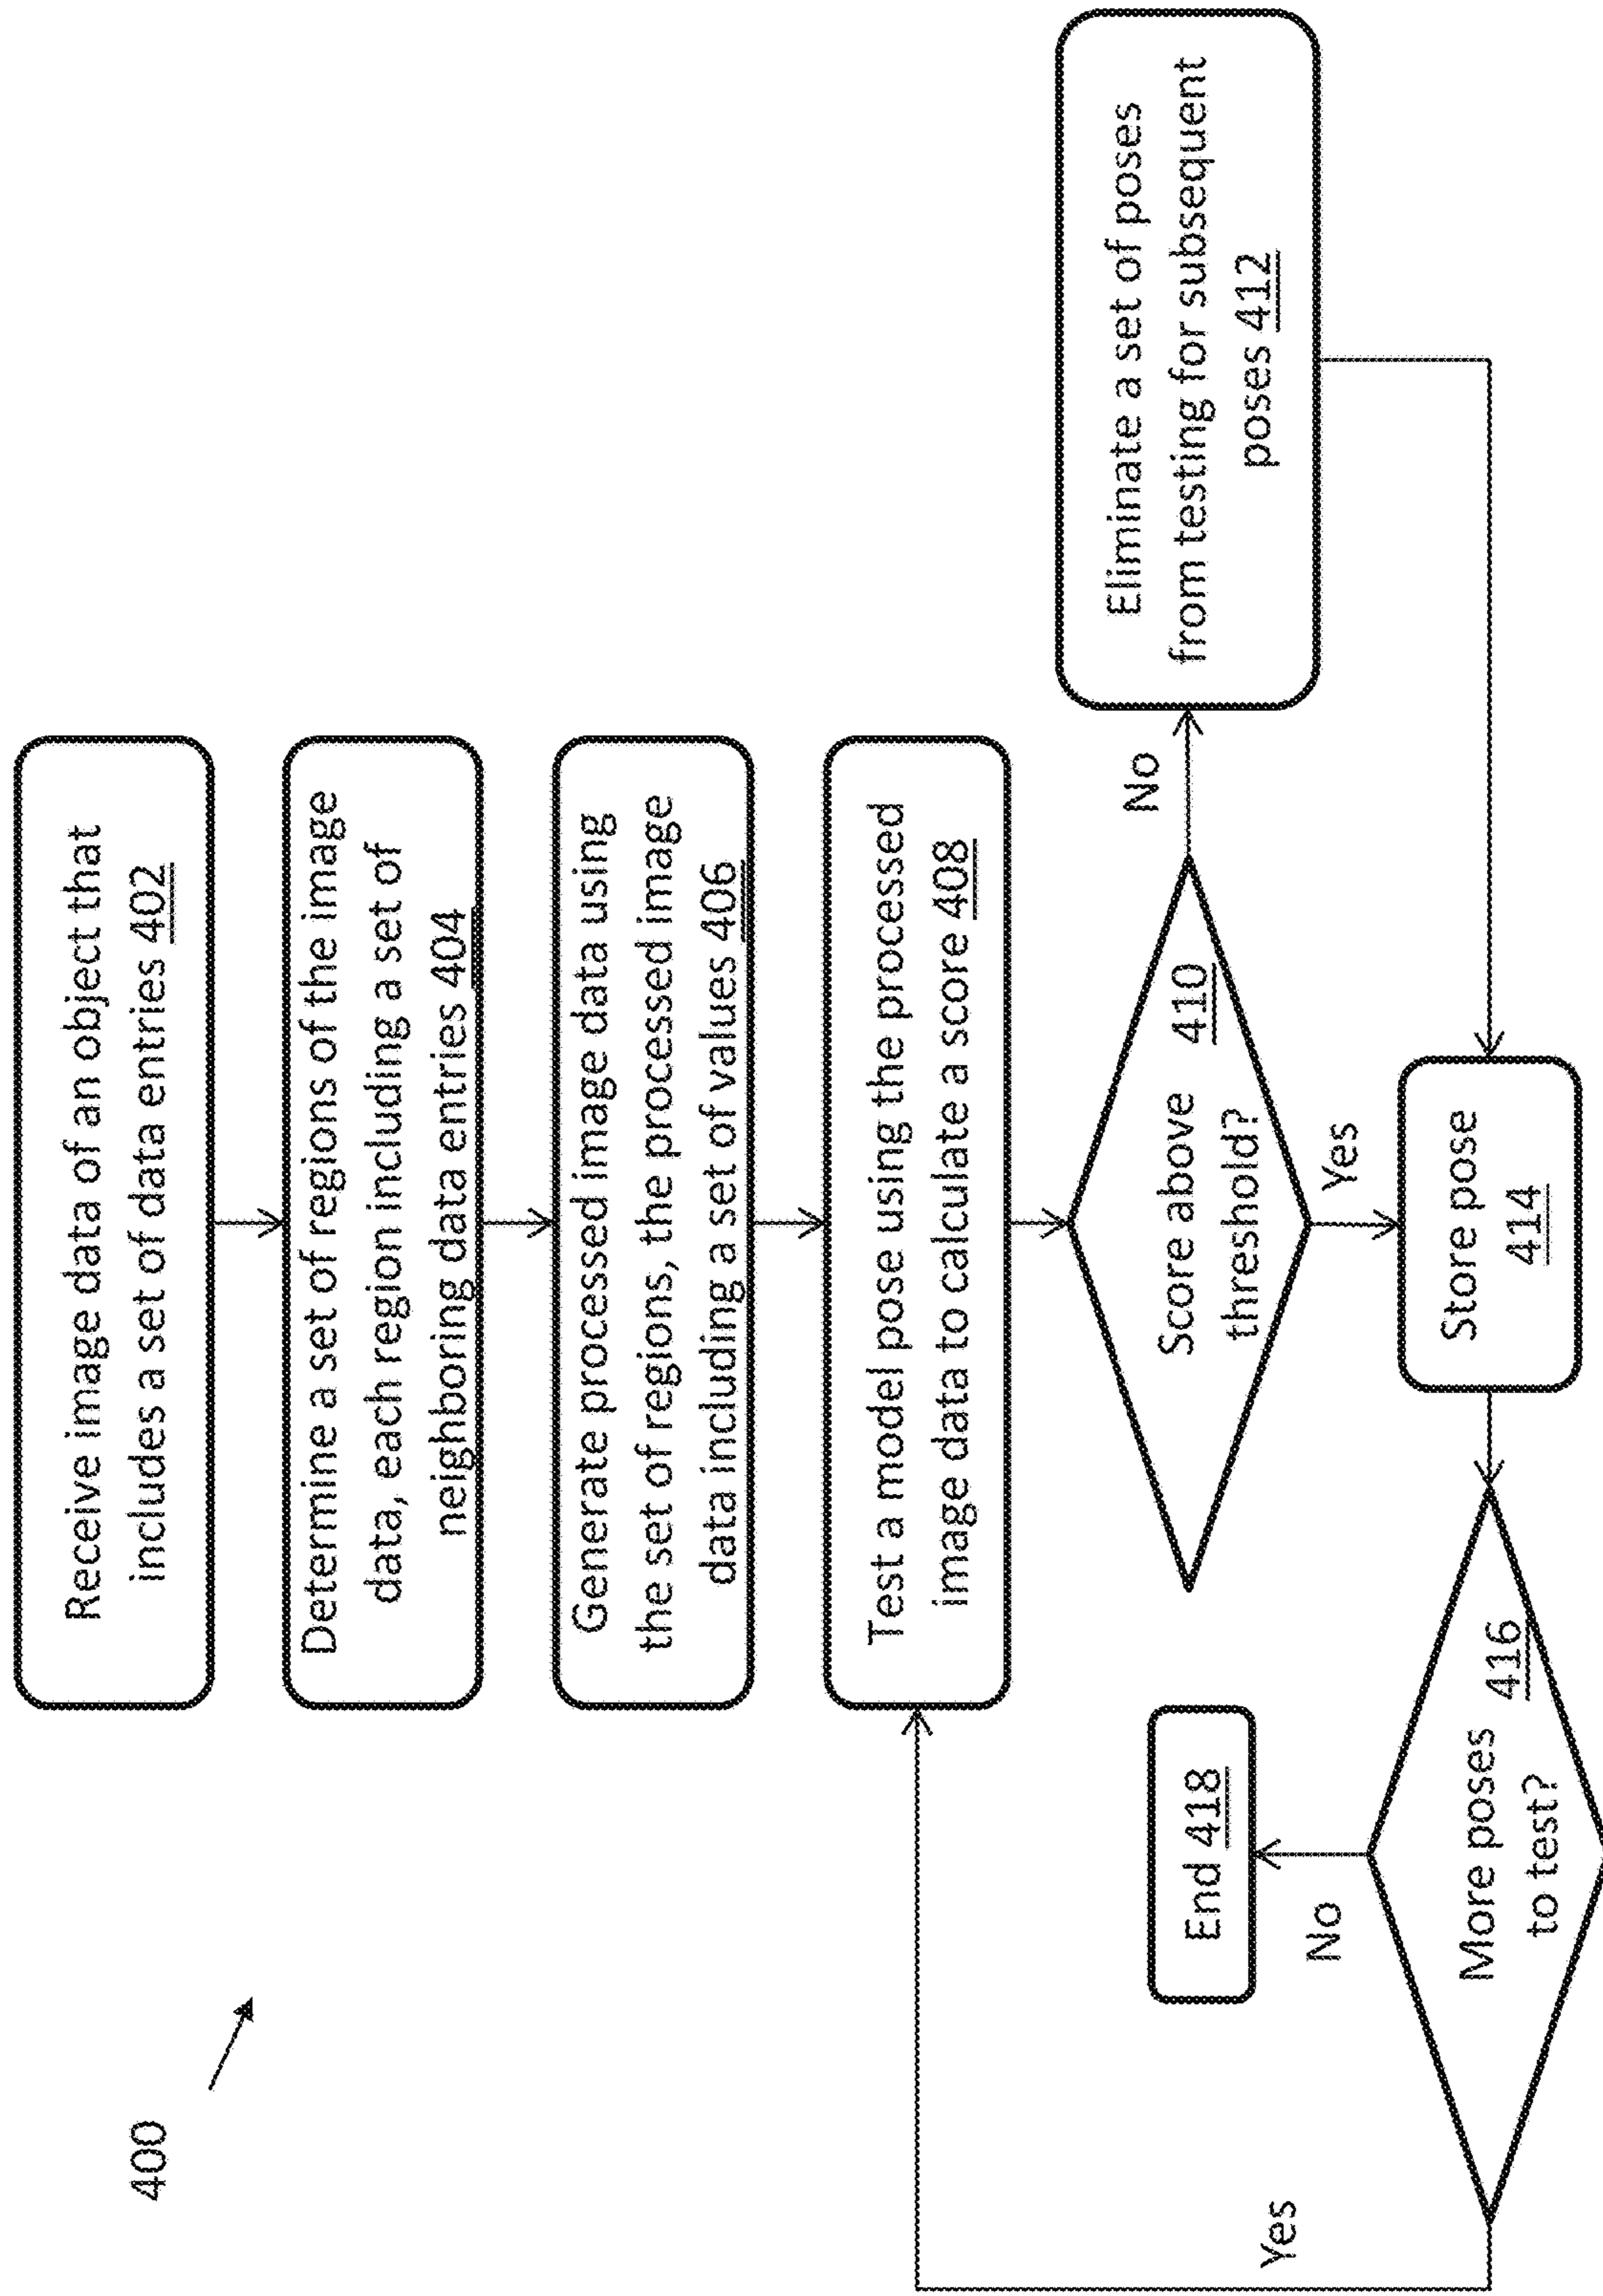 400
Receive image data of an object that
includes a set of data entries 402
Determine a set of regions of the image
data, each region including a set of
neighboring data entries 404
Generate processed image data using
the set of regions, the processed image
data including a set of values 406
Test a model pose using the processed
image data to calculate a score 408
Score above
threshold?
410
No
Eliminate a set of poses
from testing for subsequent
poses 412
Yes
Store pose
414
More poses
to test?
416
No
End 418
Yes